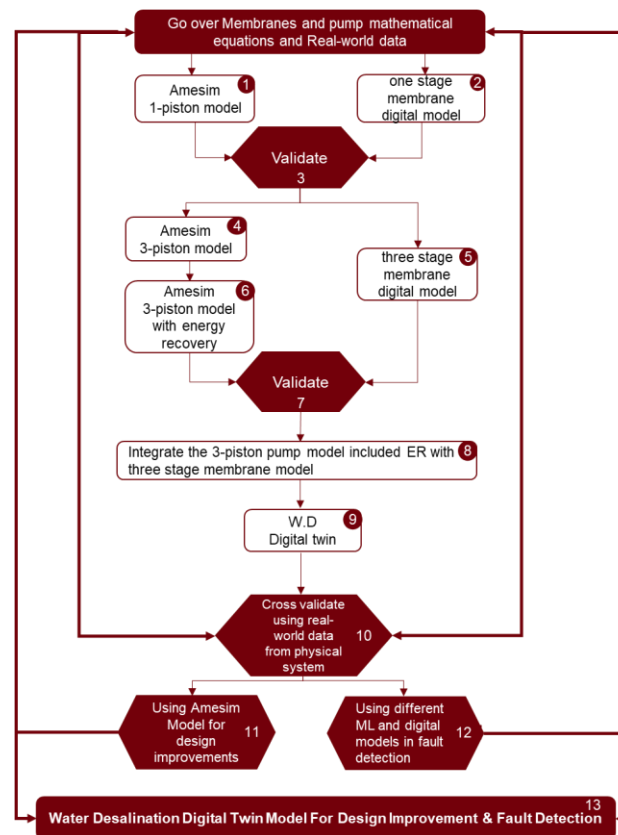 Go over Membranes and pump mathematical
equations and Real-world data
1
Amesim
1-piston model
2
one stage
membrane
digital model
Validate
3
4
Amesim
3-piston model
5
three stage
membrane
digital model
6
Amesim
3-piston model
with energy
recovery
Validate
7
Integrate the 3-piston pump model included ER with
three stage membrane model
8
W.D
Digital twin
9
Cross validate
using real-
world data
from physical
system
10
Using Amesim
Model for
design
improvements
11
Using different
ML and digital
models in fault
detection
12
13
Water Desalination Digital Twin Model For Design Improvement & Fault Detection